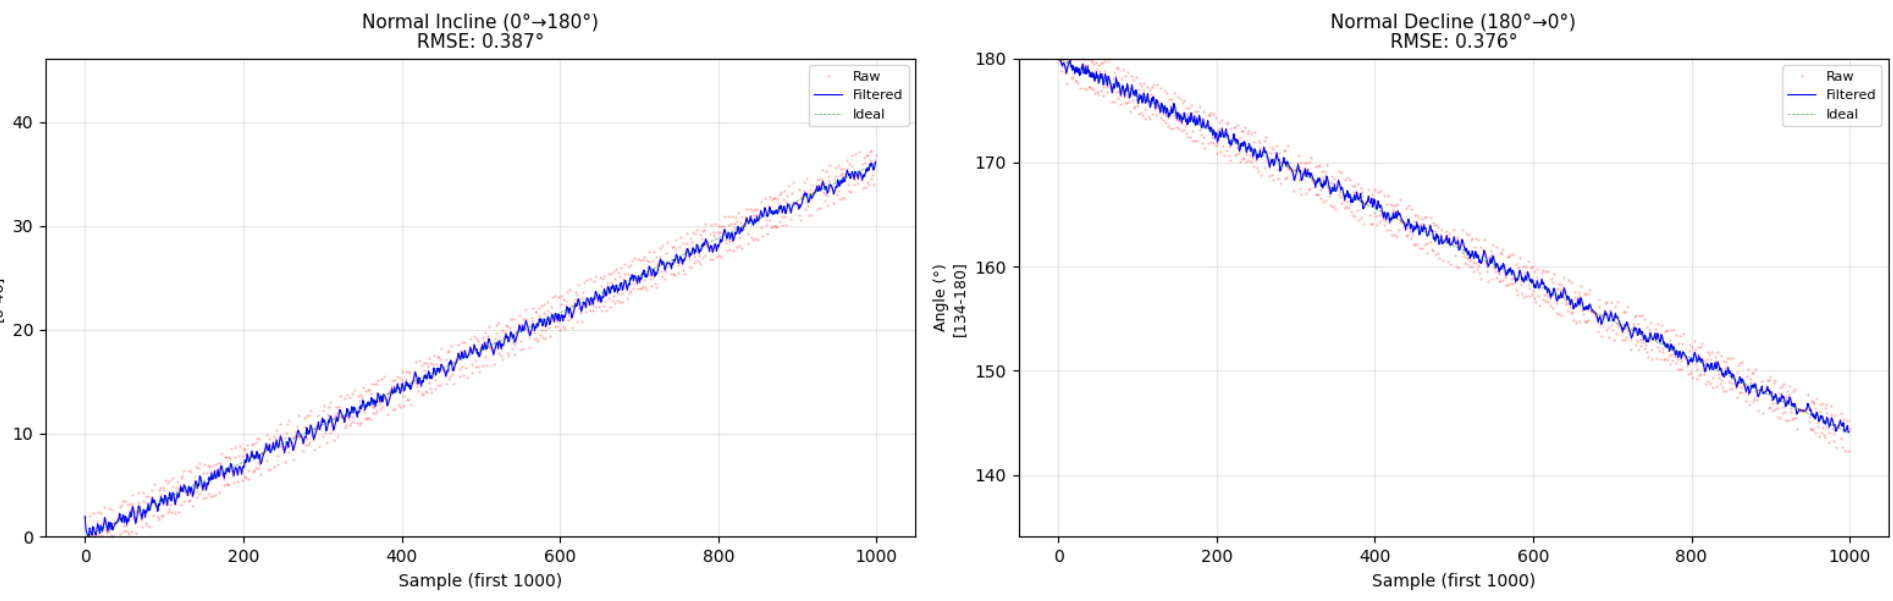 Normal Incline (0°→180°)
RMSE: 0.387°
Raw
Filtered
Ideal
40
30
20
10
0
0
200
400
600
800
1000
Sample (first 1000)
Normal Decline (180°→0°)
RMSE: 0.376°
Raw
Filtered
Ideal
Angle (°)
[134-180]
180
170
160
150
140
0
200
400
600
800
1000
Sample (first 1000)